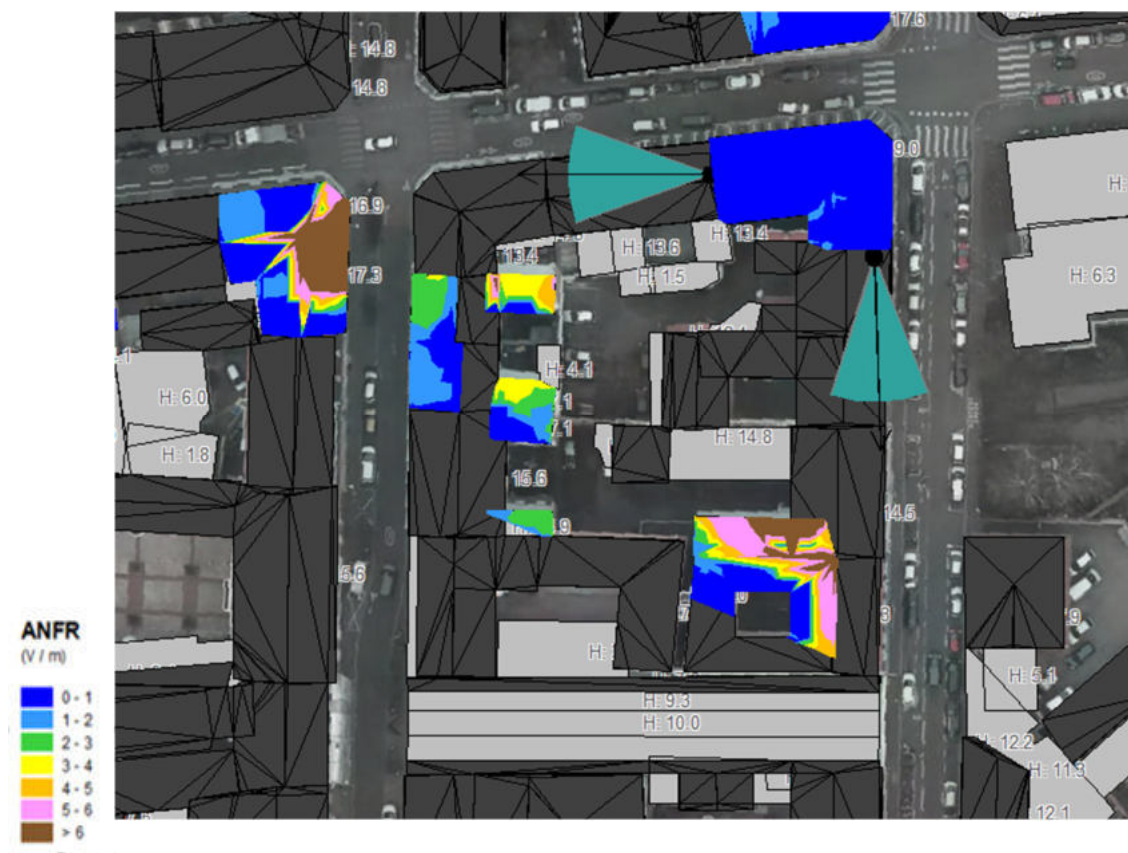 17.6
14.8
14.8
9.0
16.9
H: 13.4
H: 13.6
13.4
H: 1.5
17.3
H: 6.3
H: 4.1
H: 6.0
H: 14.8
H: 1.8
15.6
14.5
5.6
ANFR
(V / m)
0 - 1
1 - 2
2 - 3
3 - 4
4 - 5
5 - 6
> 6
H: 5.1
H: 9.3
H: 10.0
12.2
H: 11.3
12.1